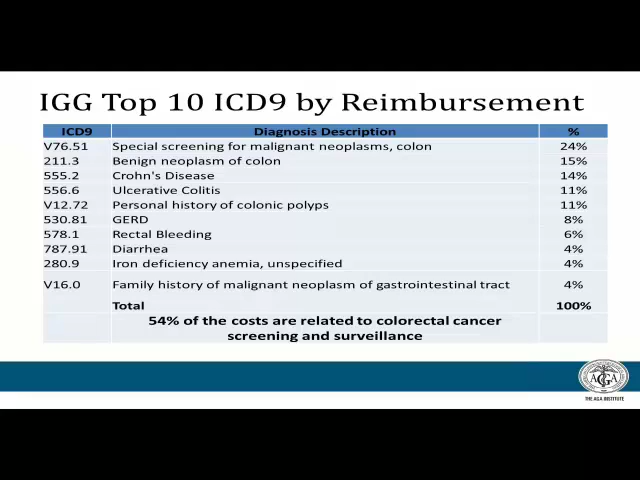 IGG Top 10 ICD9 by Reimbursement
ICD9 Diagnosis Description %
V76.51 Special screening for malignant neoplasms, colon 24%
211.3 Benign neoplasm of colon 15%
555.2 Crohn's Disease 14%
556.6 Ulcerative Colitis 11%
V12.72 Personal history of colonic polyps 11%
530.81 GERD 8%
578.1 Rectal Bleeding 6%
787.91 Diarrhea 4%
280.9 Iron deficiency anemia, unspecified 4%
V16.0 Family history of malignant neoplasm of gastrointestinal tract 4%
Total 100%
54% of the costs are related to colorectal cancer
screening and surveillance
AGA
THE AGA INSTITUTE